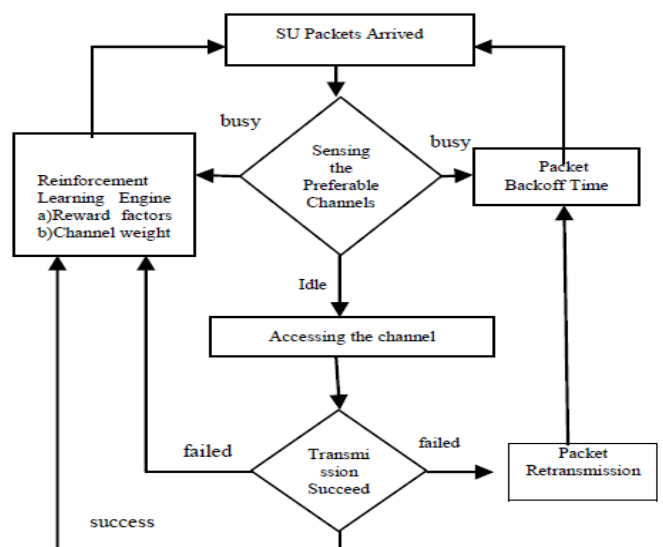 SU Packets Arrived
busy
busy
Sensing
the
Preferable
Channels
Reinforcement
Learning Engine
a)Reward factors
b)Channel weight
Packet
Backoff Time
Idle
Accessing the channel
failed
Transmi
ssion
Succeed
failed
Packet
Retransmission
success